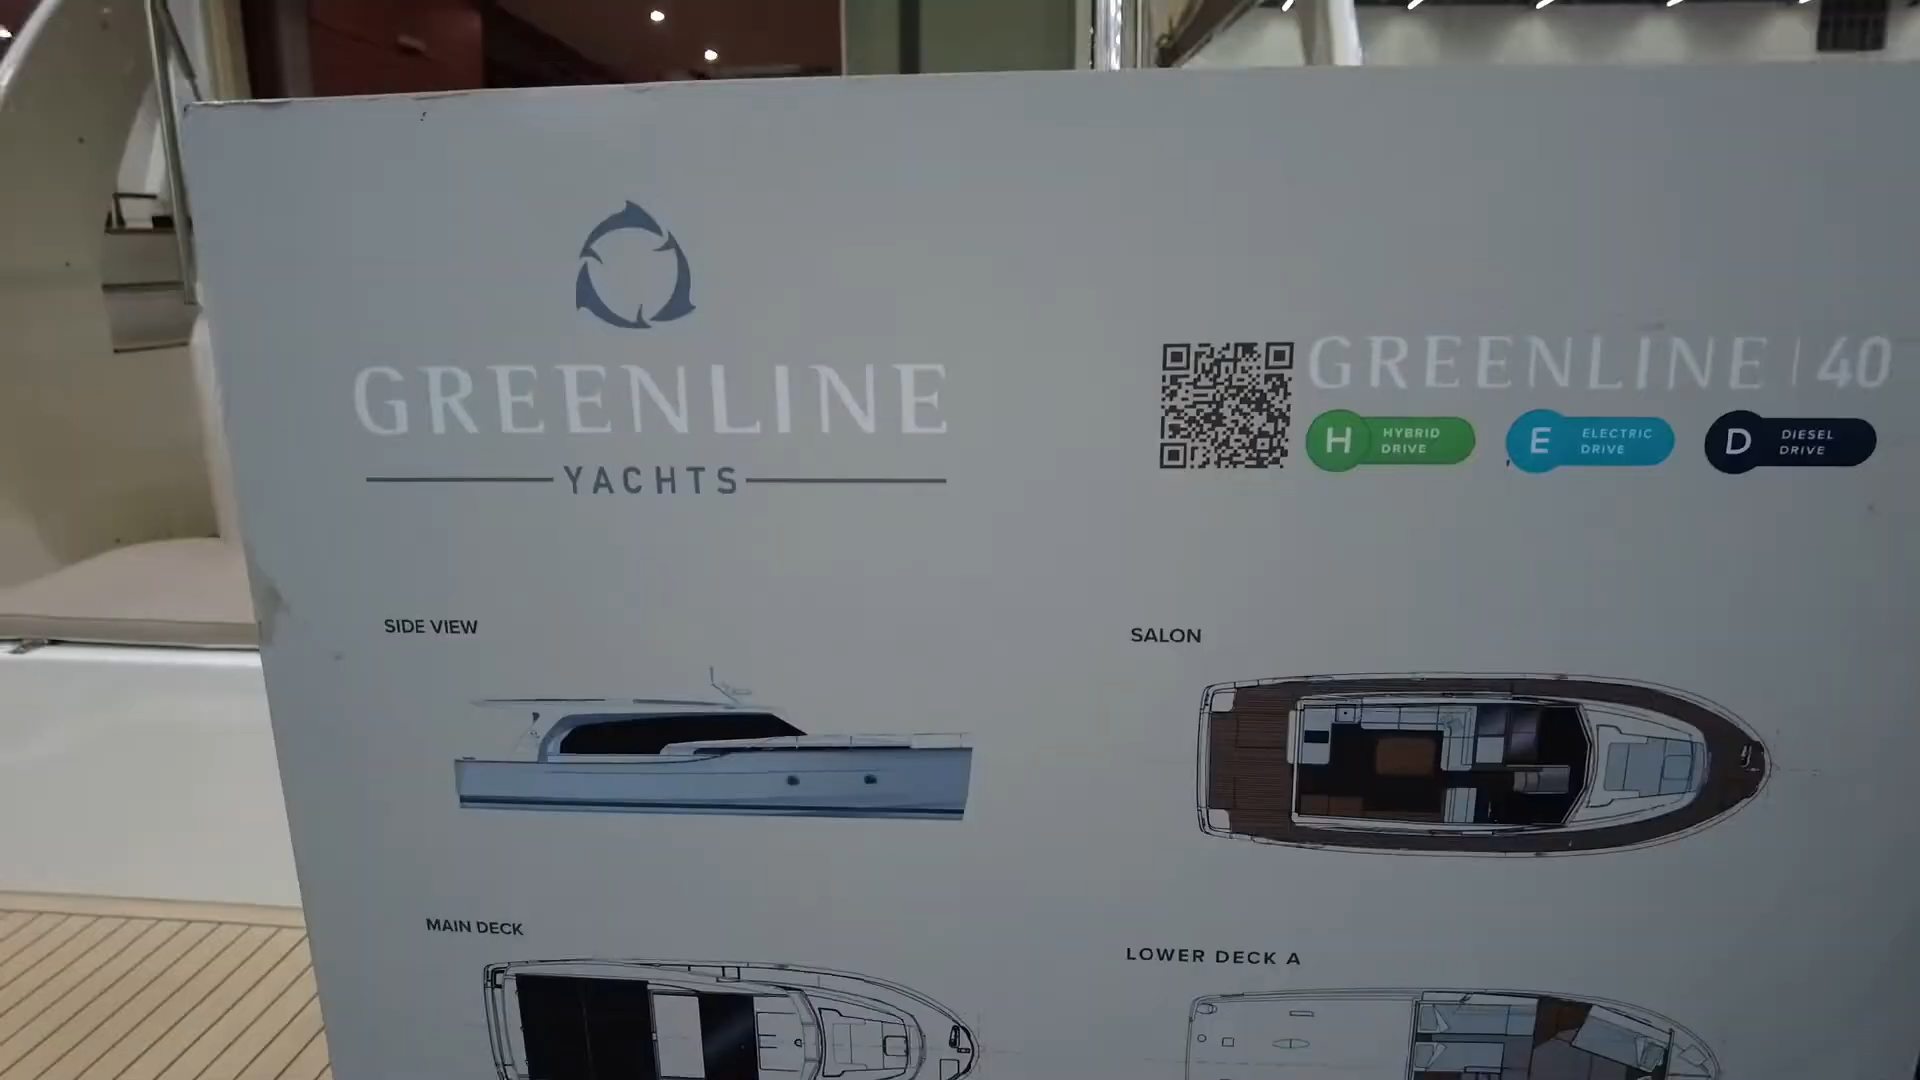 GREENLINE
YACHTS
GREENLINE | 40
H HYBRID DRIVE
E ELECTRIC DRIVE
D DIESEL DRIVE
SIDE VIEW
SALON
MAIN DECK
LOWER DECK A